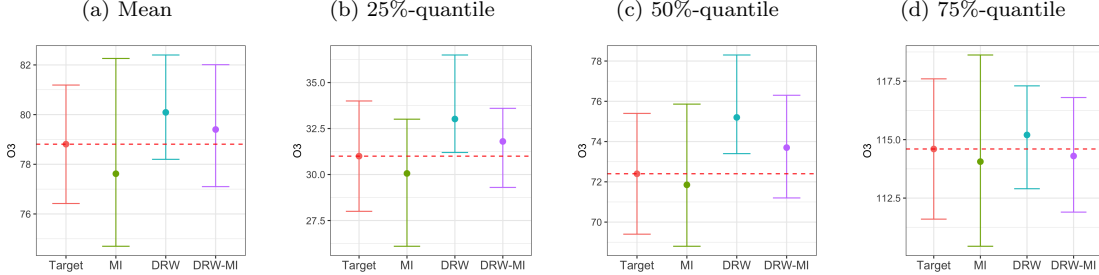 (a) Mean
(b) 25%-quantile
(c) 50%-quantile
(d) 75%-quantile
O3
82
80
78
76
Target MI DRW DRW-MI
O3
35.0
32.5
30.0
27.5
Target MI DRW DRW-MI
O3
78
76
74
72
70
Target MI DRW DRW-MI
O3
117.5
115.0
112.5
Target MI DRW DRW-MI